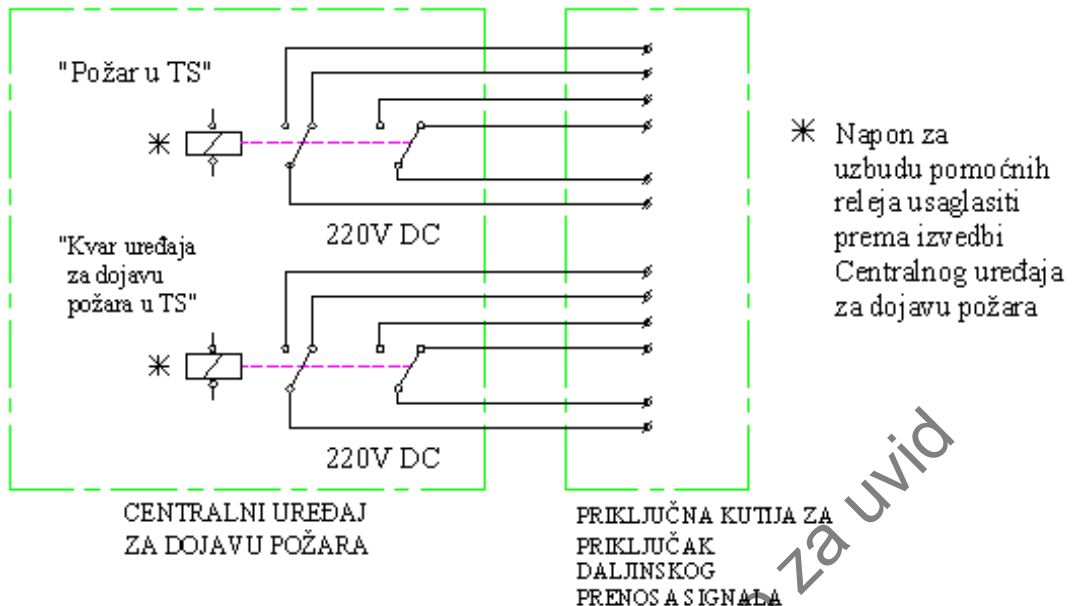 "Požar u TS"
✳ Napon za
uzbudu pomoćnih
releja usaglasiti
prema izvedbi
Centralnog uređaja
za dojavu požara
✳
220V DC
"Kvar uređaja
za dojavu
požara u TS"
✳
220V DC
CENTRALNI UREĐAJ
ZA DOJAVU POŽARA
PRIKLJUČNA KUTIJA ZA
PRIKLJUČAK
DALJINSKOG
PRENOSA SIGNALA
za uvid